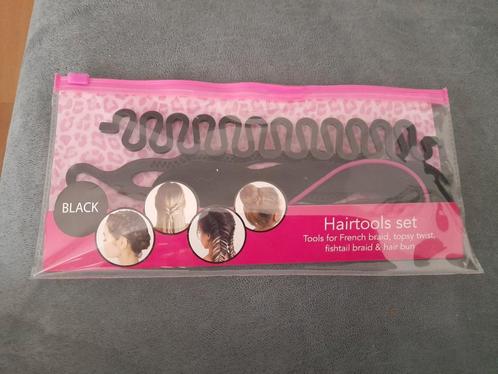 BLACK
Hairtools set
Tools for French braid, topsy twist,
fishtail braid & hair bun